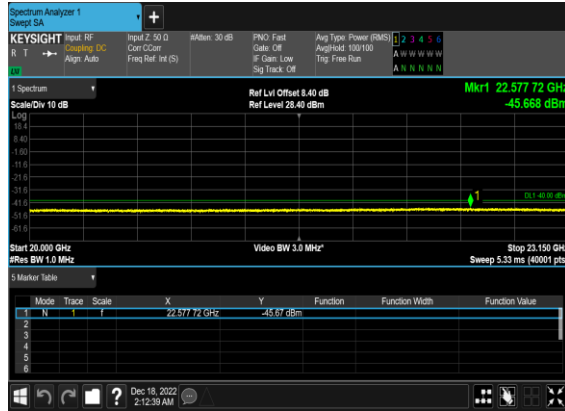 Spectrum Analyzer 1
Swept SA
+
KEYSIGHT Input: RF Input Z: 50 Ω #Atten: 30 dB PNO: Fast Avg Type: Power (RMS) 1 2 3 4 5 6
R T Coupling: DC Corr CCorr Gate: Off Avg|Hold: 100/100 A W W W W W
Align: Auto Freq Ref: Int (S) IF Gain: Low Trig: Free Run
Sig Track: Off A N N N N N
1 Spectrum Ref Lvl Offset 8.40 dB Mkr1 22.577 72 GHz
Scale/Div 10 dB Ref Level 28.40 dBm -45.668 dBm
Log
18.4
8.40
-1.60
-11.6
-21.6
-31.6
1 DL1 -40.00 dBm
-41.6
-51.6
-61.6
Start 20.000 GHz Video BW 3.0 MHz* Stop 23.150 GHz
#Res BW 1.0 MHz Sweep 5.33 ms (40001 pts)
5 Marker Table
Mode Trace Scale X Y Function Function Width Function Value
1 N 1 f 22.577 72 GHz -45.67 dBm
2
3
4
5
6
? Dec 18, 2022
2:12:39 AM